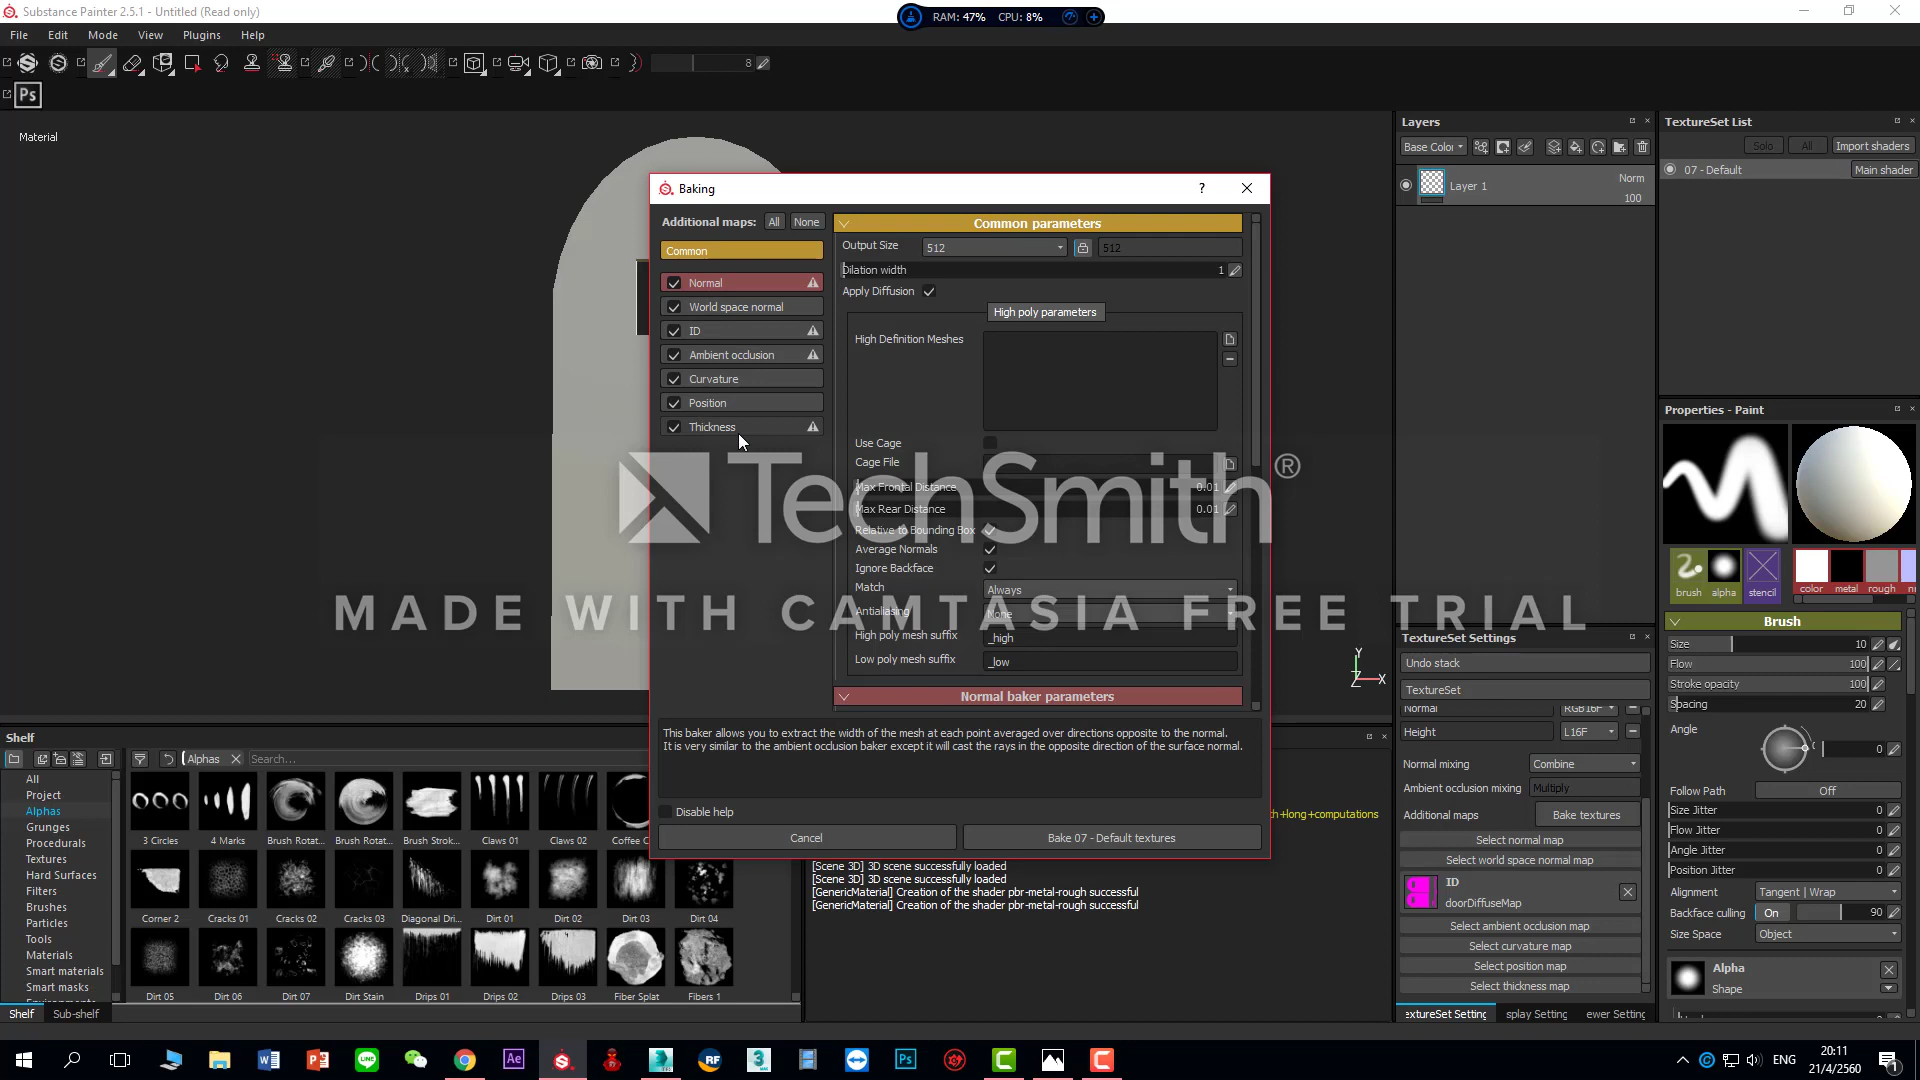 Substance Painter 2.5.1 - Untitled (Read only)
RAM: 47% CPU: 8%
File Edit Mode View Plugins Help
8
Ps
Material
Baking
?
Additional maps: All None
Common
Normal
World space normal
ID
Ambient occlusion
Curvature
Position
Thickness
Common parameters
Output Size 512 512
Dilation width 1
Apply Diffusion
High poly parameters
High Definition Meshes
Use Cage
Cage File
Max Frontal Distance 0.01
Max Rear Distance 0.01
Relative to Bounding Box
Average Normals
Ignore Backface
Match Always
Antialiasing None
High poly mesh suffix _high
Low poly mesh suffix _low
Normal baker parameters
This baker allows you to extract the width of the mesh at each point averaged over directions opposite to the normal.
It is very similar to the ambient occlusion baker except it will cast the rays in the opposite direction of the surface normal.
Disable help
Cancel
Bake 07 - Default textures
TechSmith®
MADE WITH CAMTASIA FREE TRIAL
Y
Z X
Layers
Base Color
Layer 1
Norm
100
TextureSet List
Solo All Import shaders
07 - Default Main shader
Properties - Paint
brush alpha stencil
color metal rough
Brush
Size 10
Flow 100
Stroke opacity 100
Spacing 20
Angle 0
Follow Path Off
Size Jitter 0
Flow Jitter 0
Angle Jitter 0
Position Jitter 0
Alignment Tangent | Wrap
Backface culling On 90
Size Space Object
Alpha
Shape
TextureSet Settings
Undo stack
TextureSet
Normal RGB16F
Height L16F
Normal mixing Combine
Ambient occlusion mixing Multiply
Additional maps Bake textures
Select normal map
Select world space normal map
ID
doorDiffuseMap
Select ambient occlusion map
Select curvature map
Select position map
Select thickness map
extureSet Setting splay Setting ewer Setting
Shelf
Alphas Search...
All
Project
Alphas
Grunges
Procedurals
Textures
Hard Surfaces
Filters
Brushes
Particles
Tools
Materials
Smart materials
Smart masks
Shelf Sub-shelf
3 Circles 4 Marks Brush Rotat... Brush Rotat... Brush Strok... Claws 01 Claws 02 Coffee C
Corner 2 Cracks 01 Cracks 02 Cracks 03 Diagonal Dri... Dirt 01 Dirt 02 Dirt 03 Dirt 04
Dirt 05 Dirt 06 Dirt 07 Dirt Stain Drips 01 Drips 02 Drips 03 Fiber Splat Fibers 1
h+long+computations
[Scene 3D] 3D scene successfully loaded
[Scene 3D] 3D scene successfully loaded
[GenericMaterial] Creation of the shader pbr-metal-rough successful
[GenericMaterial] Creation of the shader pbr-metal-rough successful
Ae
RF
Ps
ENG
20:11
21/4/2560
1